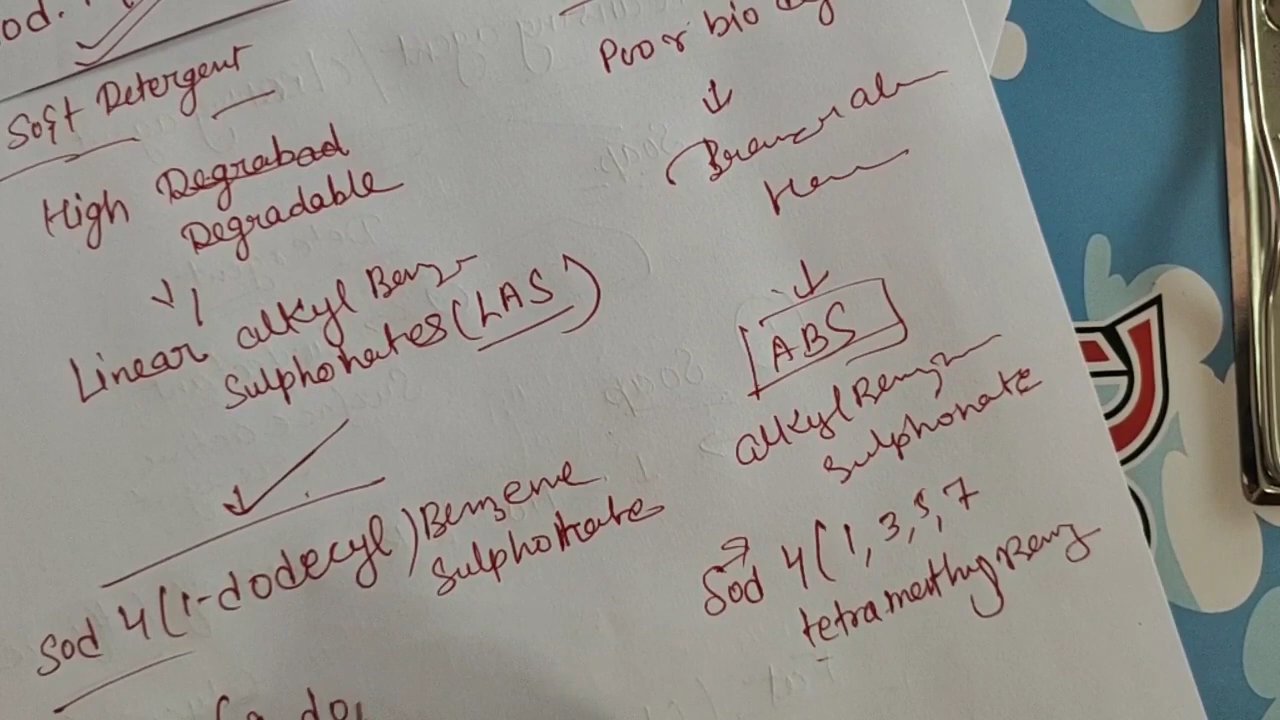 od.
Soft Detergent
High Degrabad
Degradable
Linear alkyl Benz
Sulphonates (LAS)
Sod 4(1-dodecyl) Benzene
Sulphonate
Poor bio
ABS
alkyl Benz
Sulphonate
Sod 4(1,3,5,7
tetramethyl Benz